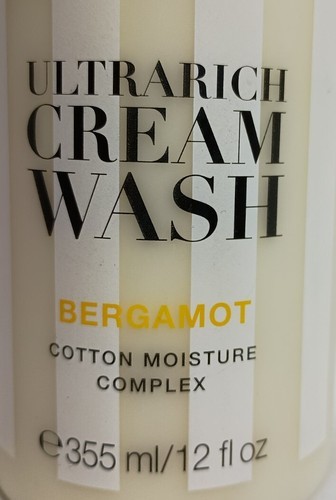 ULTRARICH
CREAM
WASH
BERGAMOT
COTTON MOISTURE
COMPLEX
℮355 ml/12 fl oz